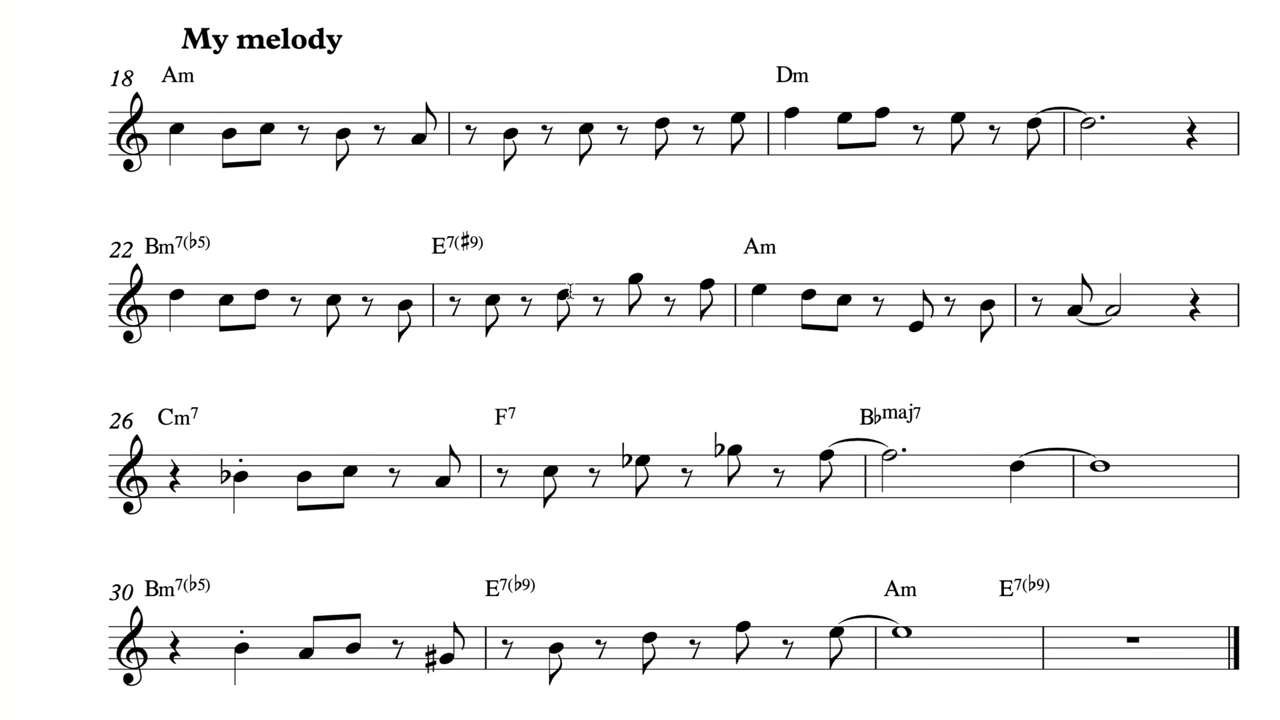 My melody
18 Am Dm
22 Bm7(♭5) E7(♯9) Am
26 Cm7 F7 B♭maj7
30 Bm7(♭5) E7(♭9) Am E7(♭9)